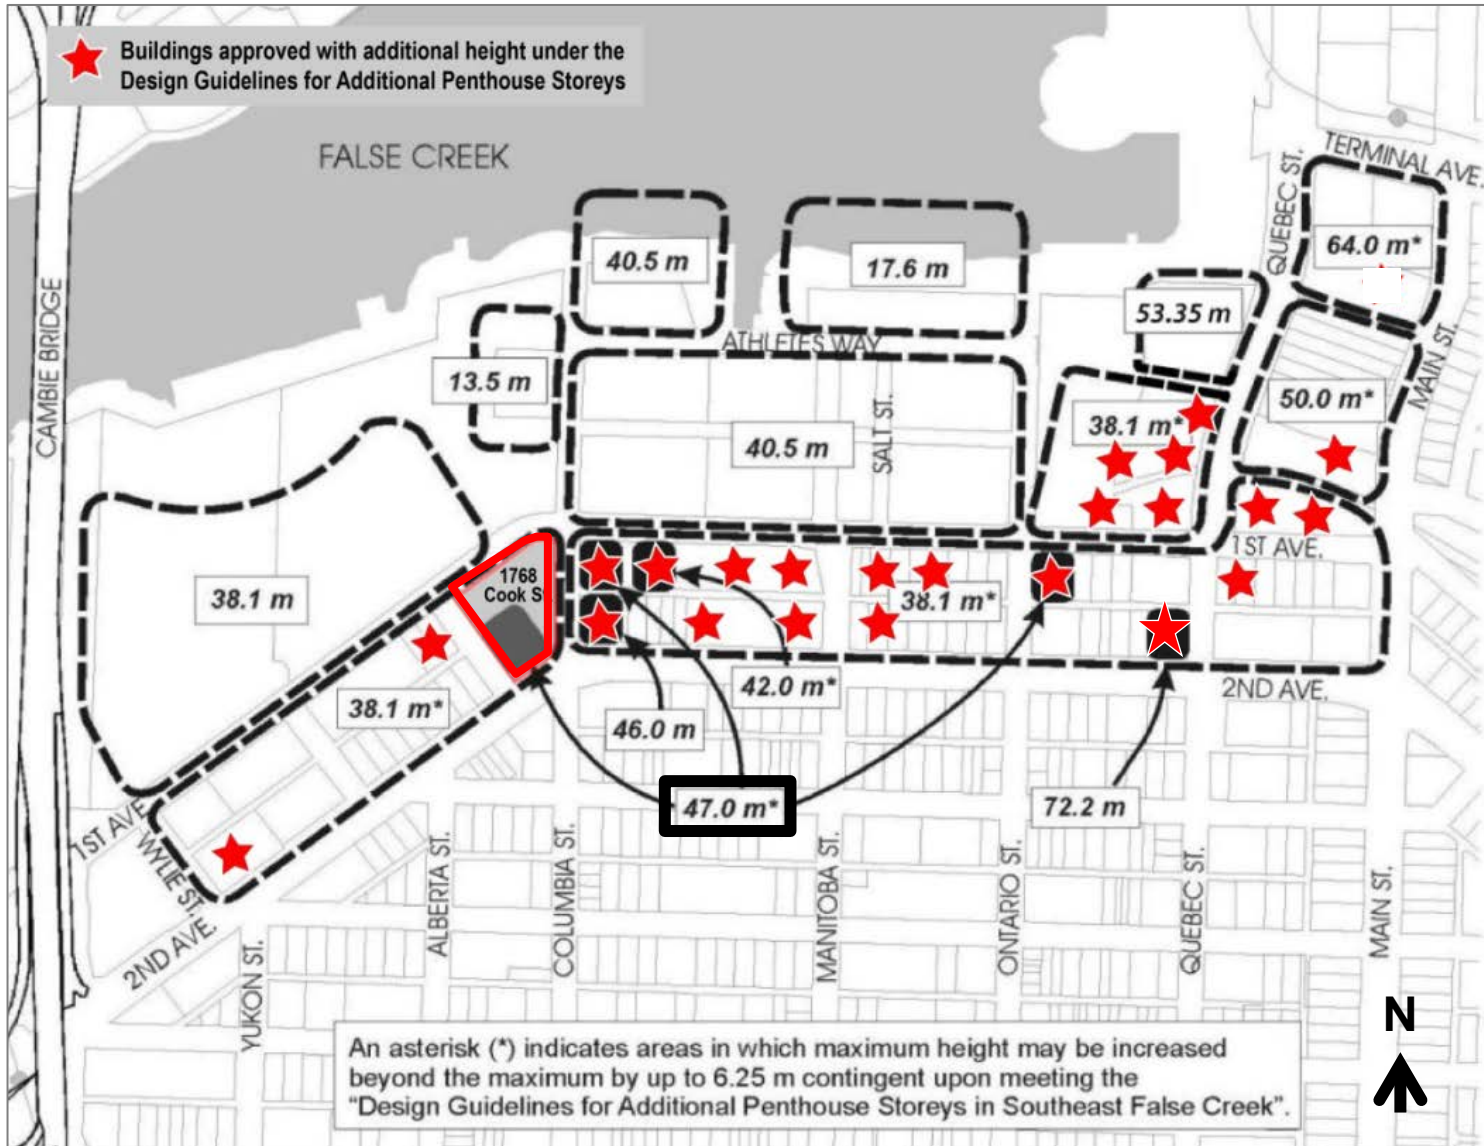 Buildings approved with additional height under the
Design Guidelines for Additional Penthouse Storeys
FALSE CREEK
TERMINAL AVE.
QUEBEC ST.
64.0 m*
40.5 m
17.6 m
53.35 m
CAMBIE BRIDGE
ATHLETES WAY
MAIN ST.
13.5 m
50.0 m*
38.1 m*
SALT ST.
40.5 m
1ST AVE.
1768
Cook S
38.1 m
38.1 m*
42.0 m*
2ND AVE.
38.1 m*
46.0 m
47.0 m*
72.2 m
1ST AVE.
WYLIE ST.
2ND AVE.
YUKON ST.
ALBERTA ST.
COLUMBIA ST.
MANITOBA ST.
ONTARIO ST.
QUEBEC ST.
MAIN ST.
N
An asterisk (*) indicates areas in which maximum height may be increased
beyond the maximum by up to 6.25 m contingent upon meeting the
"Design Guidelines for Additional Penthouse Storeys in Southeast False Creek".